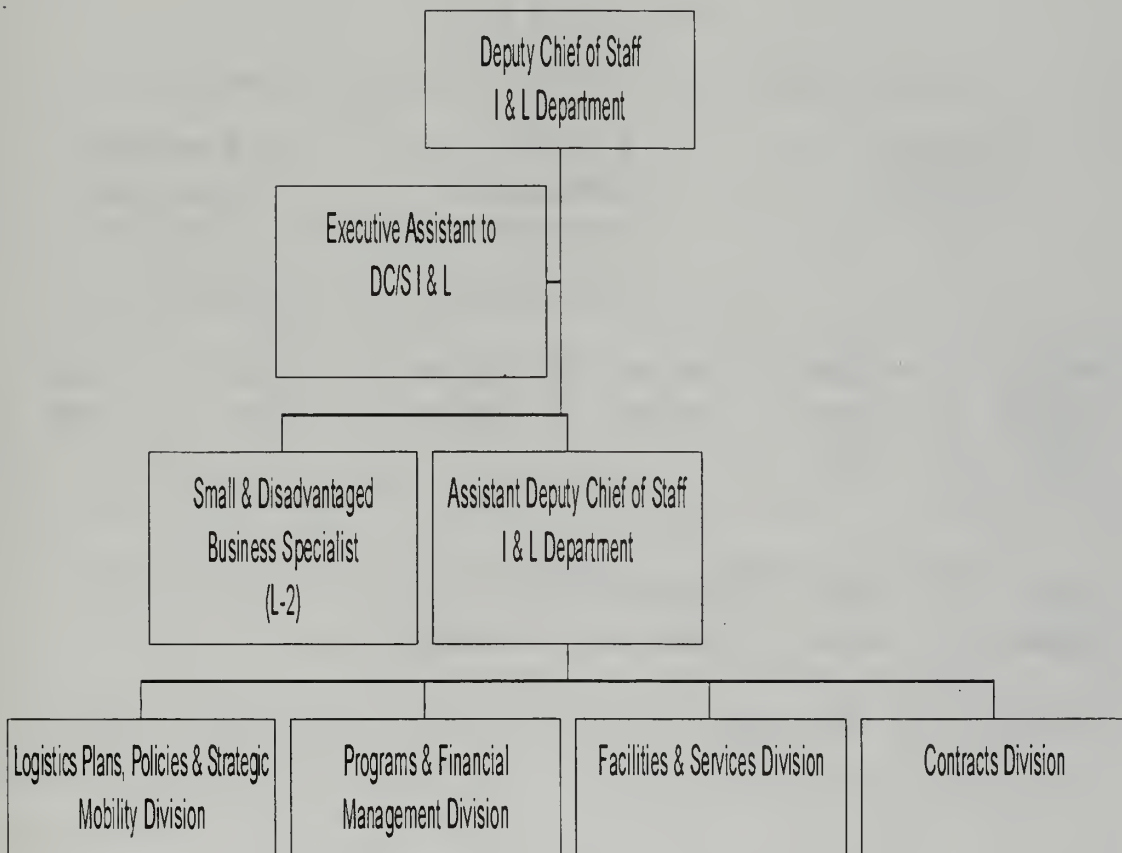 Deputy Chief of Staff
I & L Department
Executive Assistant to
DC/S I & L
Small & Disadvantaged
Business Specialist
(L-2)
Assistant Deputy Chief of Staff
I & L Department
Logistics Plans, Policies & Strategic
Mobility Division
Programs & Financial
Management Division
Facilities & Services Division
Contracts Division